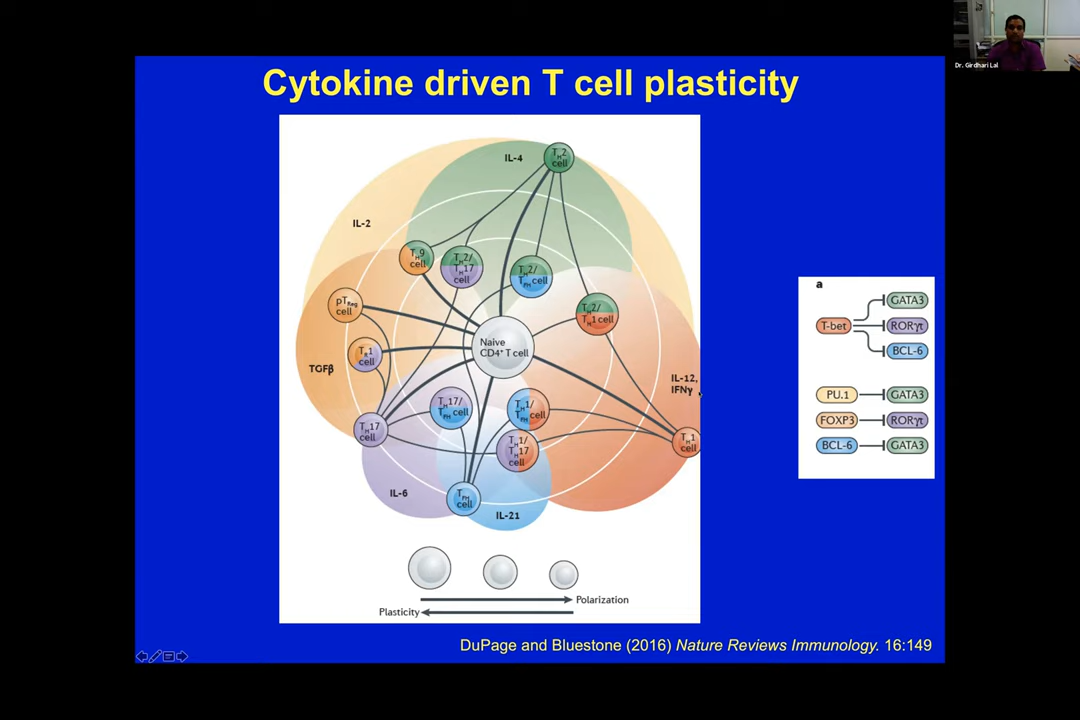 Cytokine driven T cell plasticity
Dr. Girdhari Lal
IL-4
TH2
cell
IL-2
TH9
cell
TH2/
TH17
cell
TH2/
TFH cell
pTReg
cell
TH2/
TH1 cell
Naive
CD4+ T cell
TR1
cell
TGFβ
IL-12,
IFNγ
TH17/
TFH cell
TH1/
TFH cell
TH17
cell
TH1/
TH17
cell
TH1
cell
IL-6
TFH
cell
IL-21
Polarization
Plasticity
a
GATA3
T-bet
RORγt
BCL-6
PU.1
GATA3
FOXP3
RORγt
BCL-6
GATA3
DuPage and Bluestone (2016) Nature Reviews Immunology. 16:149